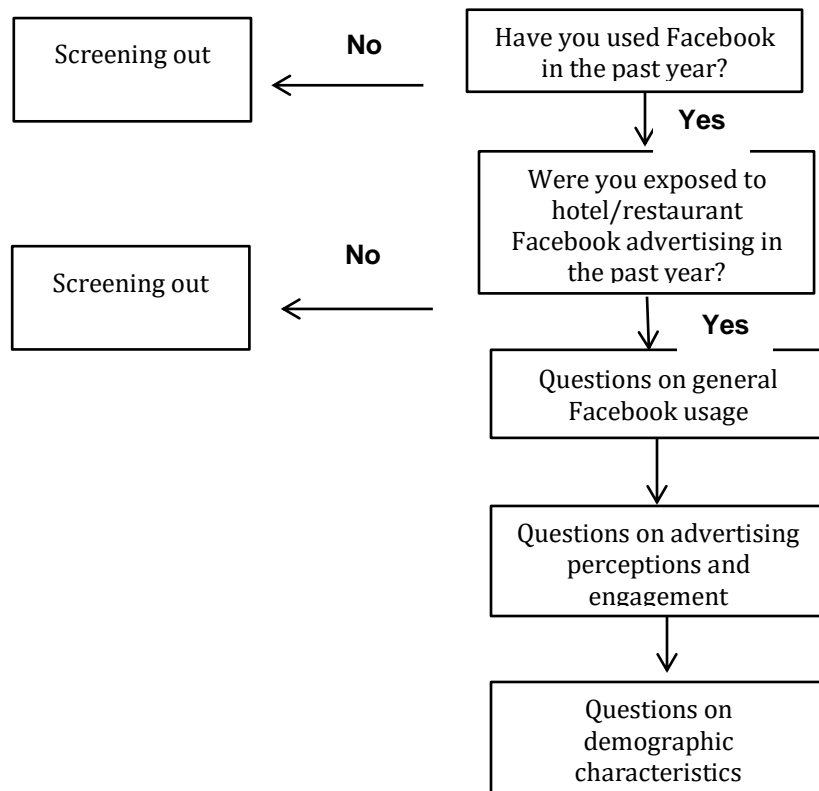 Screening out
No
Have you used Facebook
in the past year?
Yes
Were you exposed to
hotel/restaurant
Facebook advertising in
the past year?
Screening out
No
Yes
Questions on general
Facebook usage
Questions on advertising
perceptions and
engagement
Questions on
demographic
characteristics